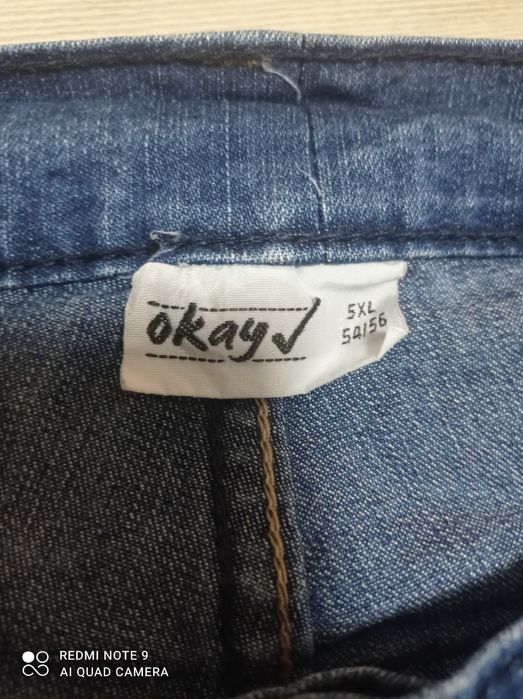 okay
5XL
54/56
REDMI NOTE 9
AI QUAD CAMERA